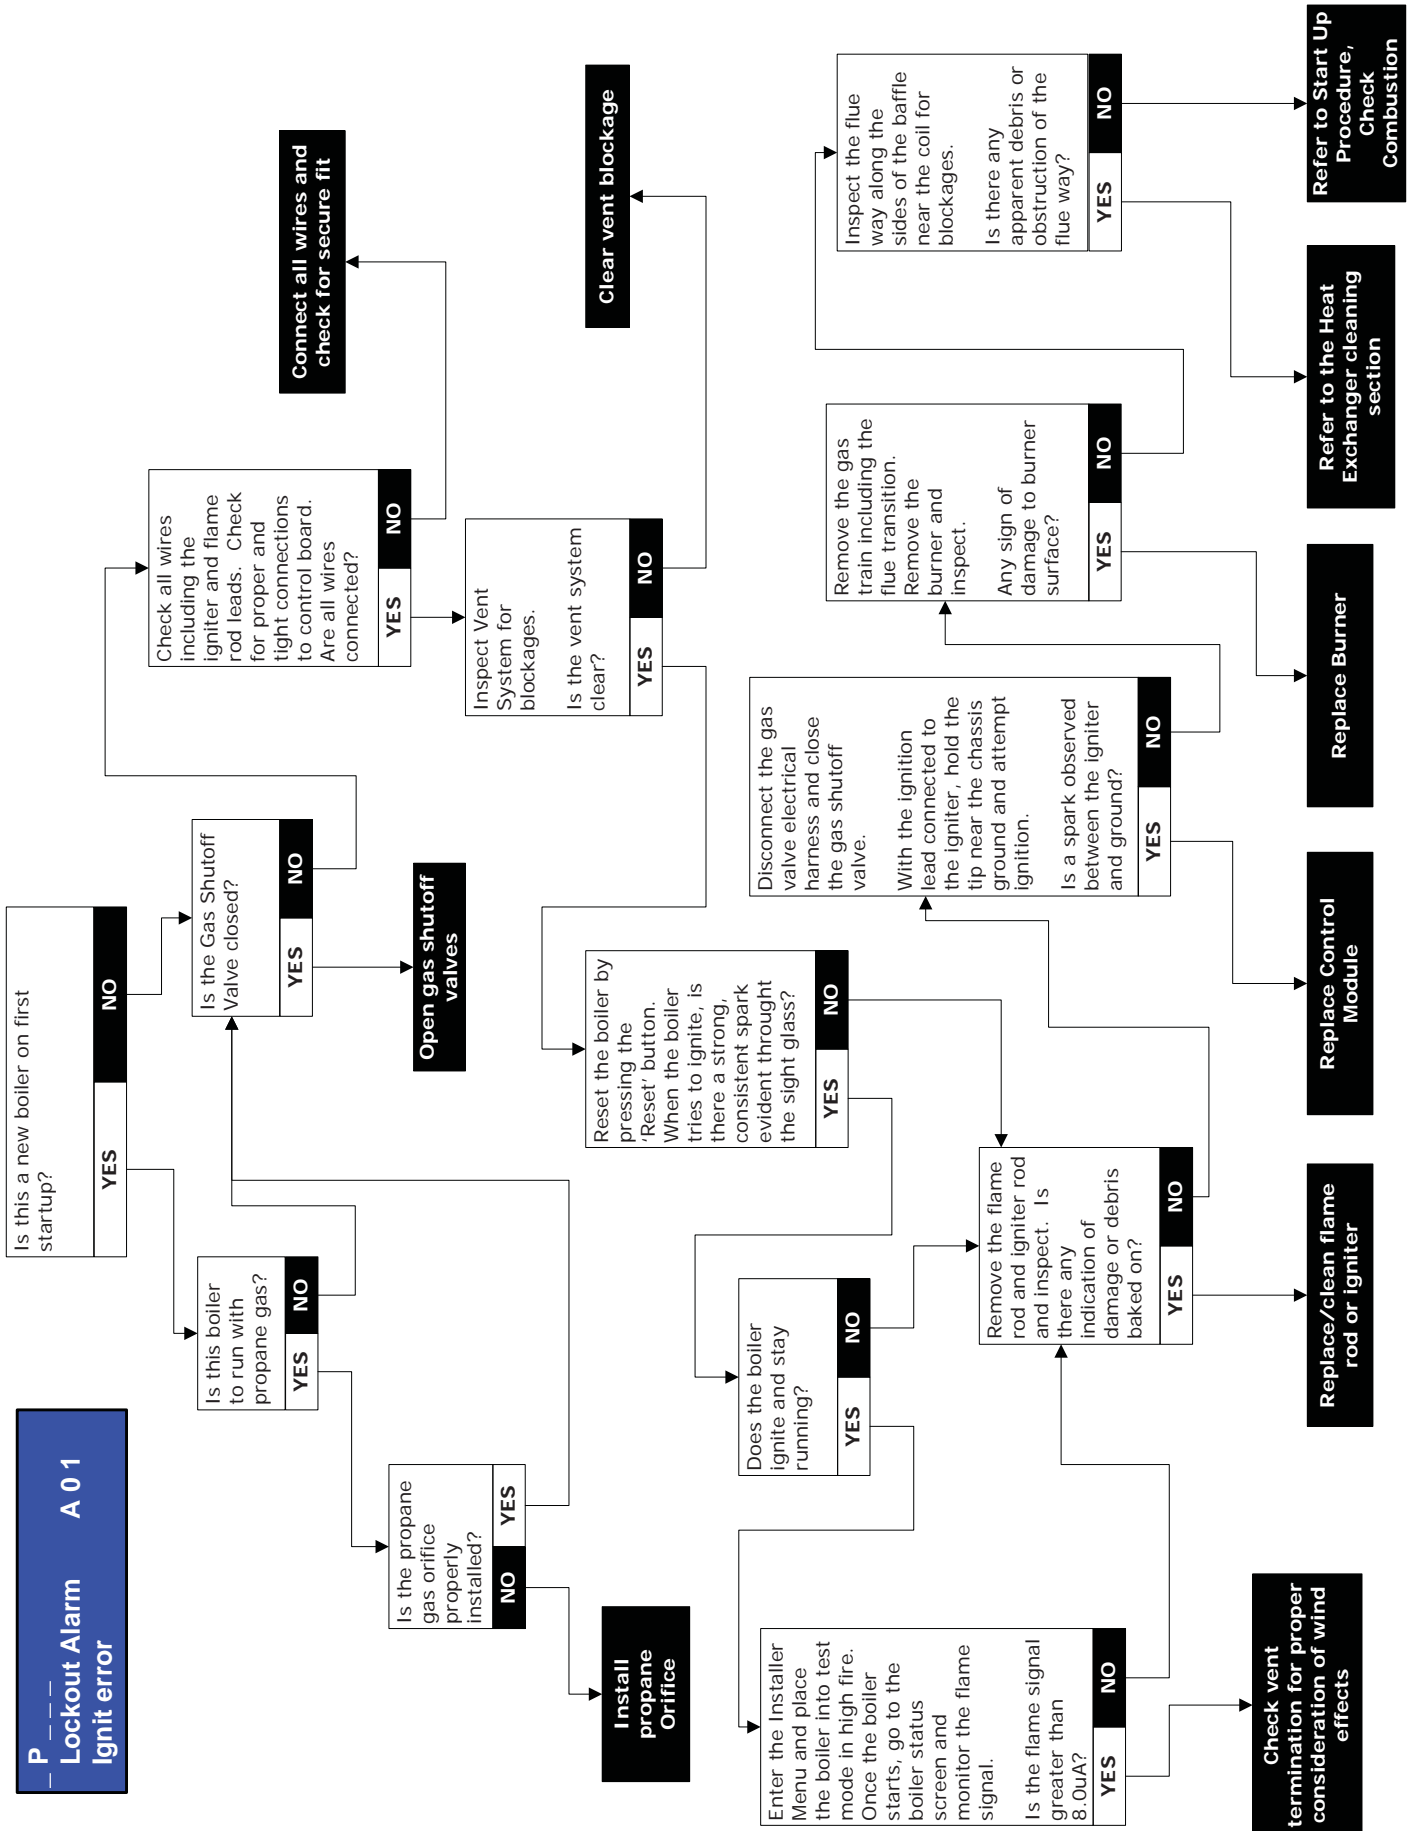 _ P _ _ _ _
Lockout Alarm A 0 1
Ignit error
Is this a new boiler on first
startup?
YES NO
Is this boiler
to run with
propane gas?
YES NO
Is the propane
gas orifice
properly
installed?
NO YES
Install
propane
Orifice
Is the Gas Shutoff
Valve closed?
YES NO
Open gas shutoff
valves
Check all wires
including the
igniter and flame
rod leads. Check
for proper and
tight connections
to control board.
Are all wires
connected?
YES NO
Connect all wires and
check for secure fit
Inspect Vent
System for
blockages.
Is the vent system
clear?
YES NO
Clear vent blockage
Reset the boiler by
pressing the
'Reset' button.
When the boiler
tries to ignite, is
there a strong,
consistent spark
evident throught
the sight glass?
YES NO
Does the boiler
ignite and stay
running?
YES NO
Enter the Installer
Menu and place
the boiler into test
mode in high fire.
Once the boiler
starts, go to the
boiler status
screen and
monitor the flame
signal.
Is the flame signal
greater than
8.0uA?
YES NO
Check vent
termination for proper
consideration of wind
effects
Remove the flame
rod and igniter rod
and inspect. Is
there any
indication of
damage or debris
baked on?
YES NO
Replace/clean flame
rod or igniter
Disconnect the gas
valve electrical
harness and close
the gas shutoff
valve.
With the ignition
lead connected to
the igniter, hold the
tip near the chassis
ground and attempt
ignition.
Is a spark observed
between the igniter
and ground?
YES NO
Replace Control
Module
Remove the gas
train including the
flue transition.
Remove the
burner and
inspect.
Any sign of
damage to burner
surface?
YES NO
Replace Burner
Inspect the flue
way along the
sides of the baffle
near the coil for
blockages.
Is there any
apparent debris or
obstruction of the
flue way?
YES NO
Refer to the Heat
Exchanger cleaning
section
Refer to Start Up
Procedure,
Check
Combustion